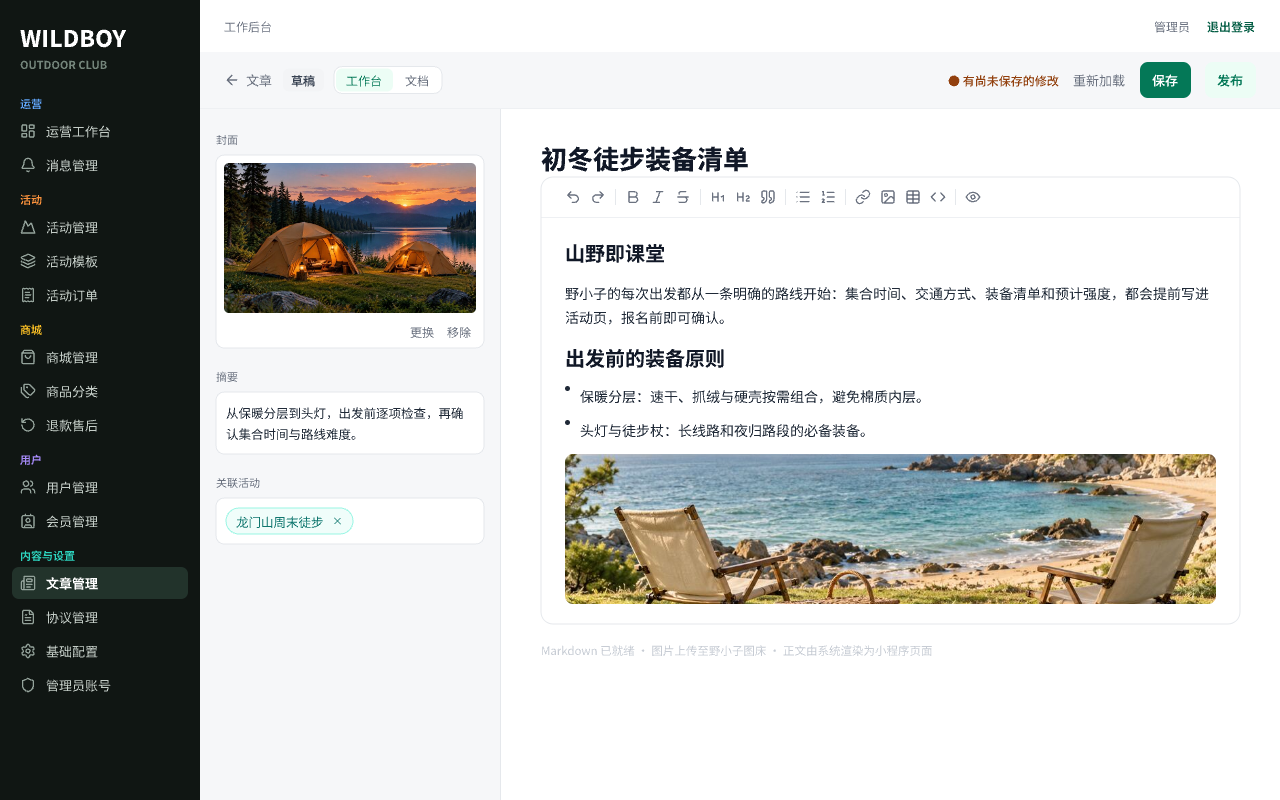 WILDBOY
OUTDOOR CLUB
运营
运营工作台
消息管理
活动
活动管理
活动模板
活动订单
商城
商城管理
商品分类
退款售后
用户
用户管理
会员管理
内容与设置
文章管理
协议管理
基础配置
管理员账号
工作后台
管理员
退出登录
文章
草稿
工作台
文档
有尚未保存的修改
重新加载
保存
发布
封面
更换
移除
摘要
从保暖分层到头灯，出发前逐项检查，再确
认集合时间与路线难度。
关联活动
龙门山周末徒步 ×
初冬徒步装备清单
H1
H2
山野即课堂
野小子的每次出发都从一条明确的路线开始：集合时间、交通方式、装备清单和预计强度，都会提前写进
活动页，报名前即可确认。
出发前的装备原则
• 保暖分层：速干、抓绒与硬壳按需组合，避免棉质内层。
• 头灯与徒步杖：长线路和夜归路段的必备装备。
Markdown 已就绪 · 图片上传至野小子图床 · 正文由系统渲染为小程序页面